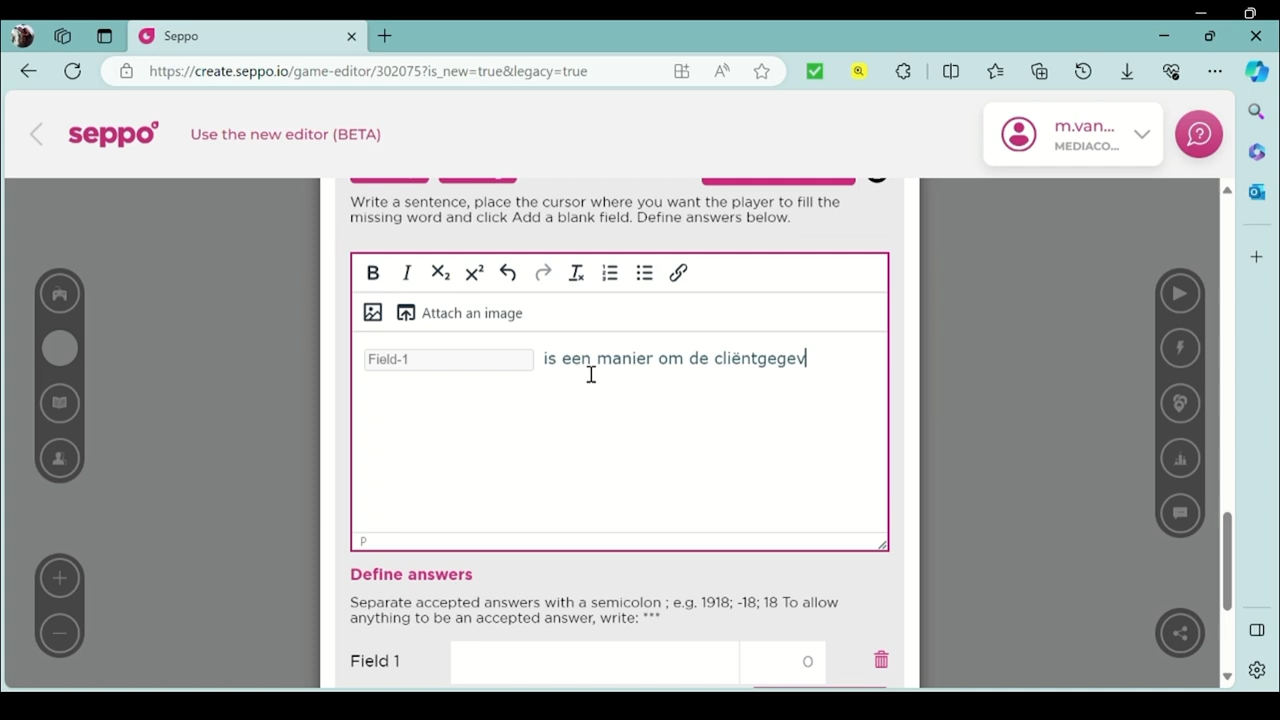 Seppo
https://create.seppo.io/game-editor/302075?is_new=true&legacy=true
seppo
Use the new editor (BETA)
m.van...
MEDIACO...
Write a sentence, place the cursor where you want the player to fill the
missing word and click Add a blank field. Define answers below.
B I X₂ X²
Attach an image
Field-1 is een manier om de cliëntgegev
P
Define answers
Separate accepted answers with a semicolon ; e.g. 1918; -18; 18 To allow
anything to be an accepted answer, write: ***
Field 1 0